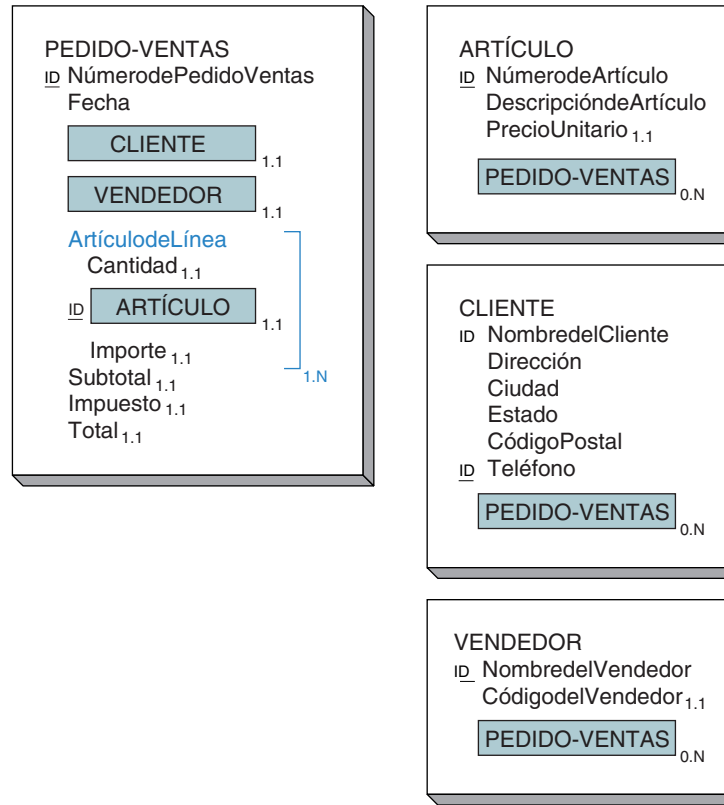 PEDIDO-VENTAS
ID NúmerodePedidoVentas
Fecha
CLIENTE 1.1
VENDEDOR 1.1
ArtículodeLínea
Cantidad 1.1
ID ARTÍCULO 1.1
Importe 1.1
1.N
Subtotal 1.1
Impuesto 1.1
Total 1.1
ARTÍCULO
ID NúmerodeArtículo
DescripcióndeArtículo
PrecioUnitario 1.1
PEDIDO-VENTAS 0.N
CLIENTE
ID NombredelCliente
Dirección
Ciudad
Estado
CódigoPostal
ID Teléfono
PEDIDO-VENTAS 0.N
VENDEDOR
ID NombredelVendedor
CódigodelVendedor 1.1
PEDIDO-VENTAS 0.N